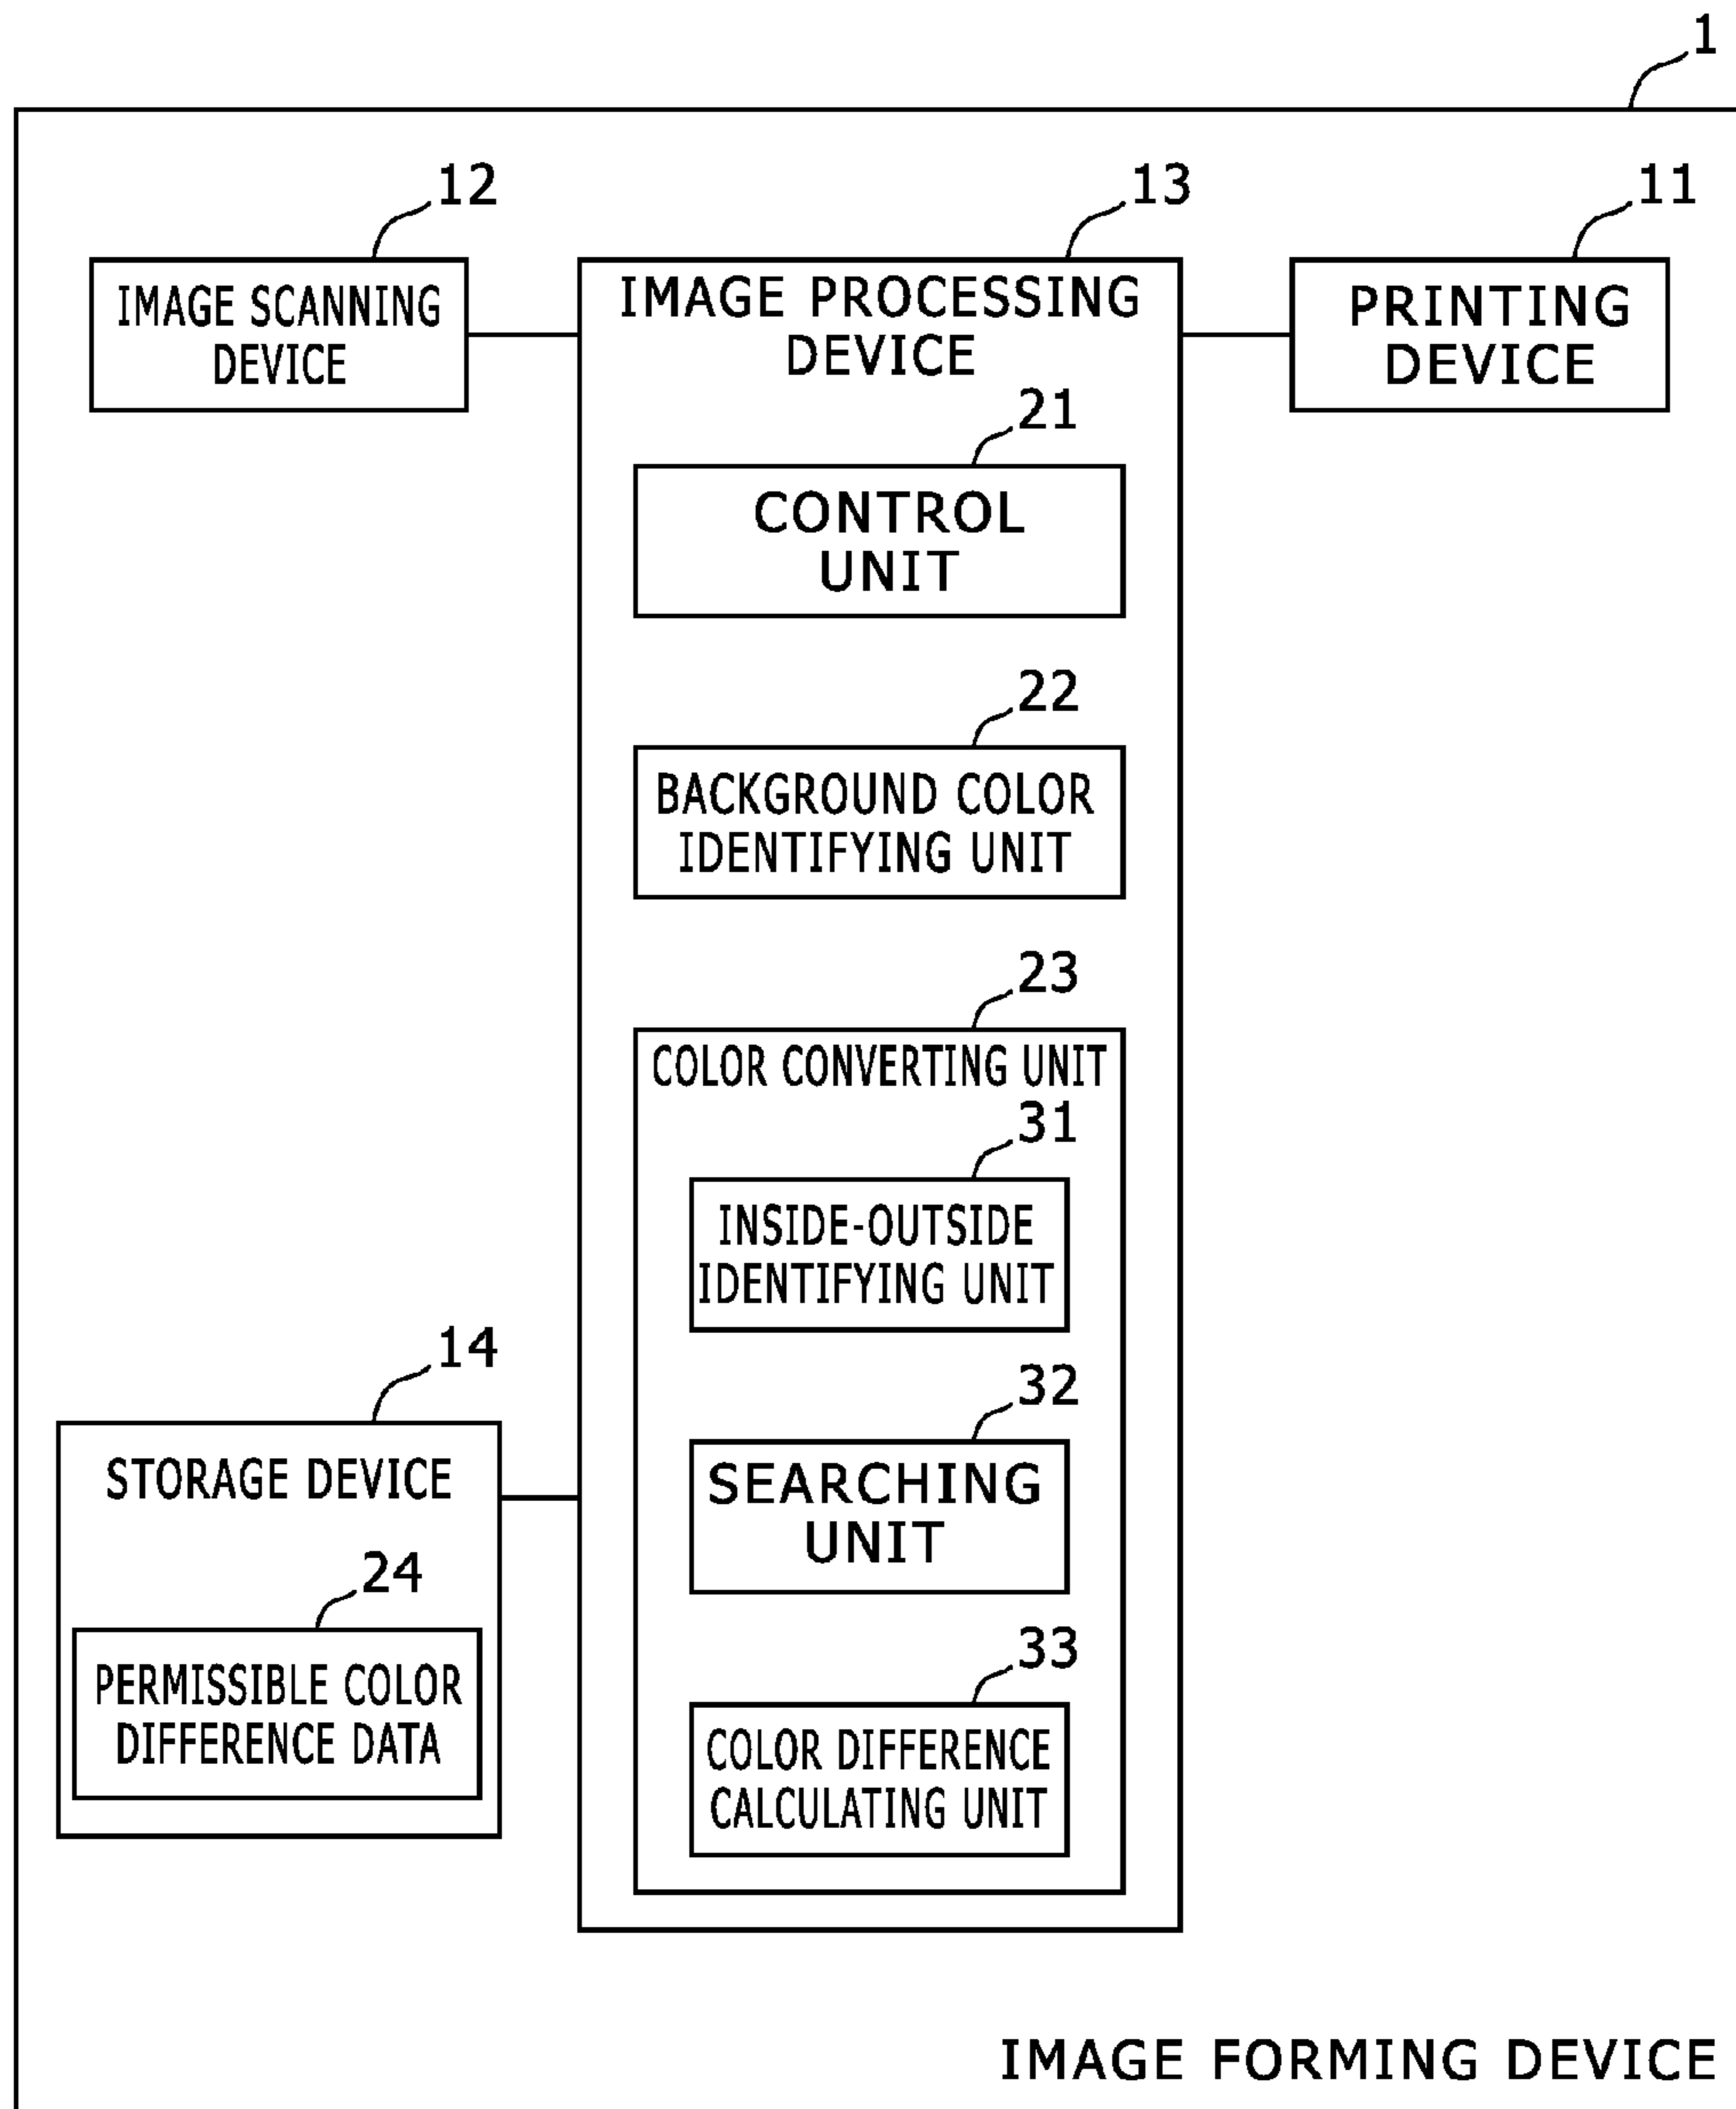 1
12
13
11
IMAGE SCANNING
DEVICE
IMAGE PROCESSING
DEVICE
PRINTING
DEVICE
21
CONTROL
UNIT
22
BACKGROUND COLOR
IDENTIFYING UNIT
23
COLOR CONVERTING UNIT
31
INSIDE-OUTSIDE
IDENTIFYING UNIT
14
STORAGE DEVICE
32
SEARCHING
UNIT
24
PERMISSIBLE COLOR
DIFFERENCE DATA
33
COLOR DIFFERENCE
CALCULATING UNIT
IMAGE FORMING DEVICE